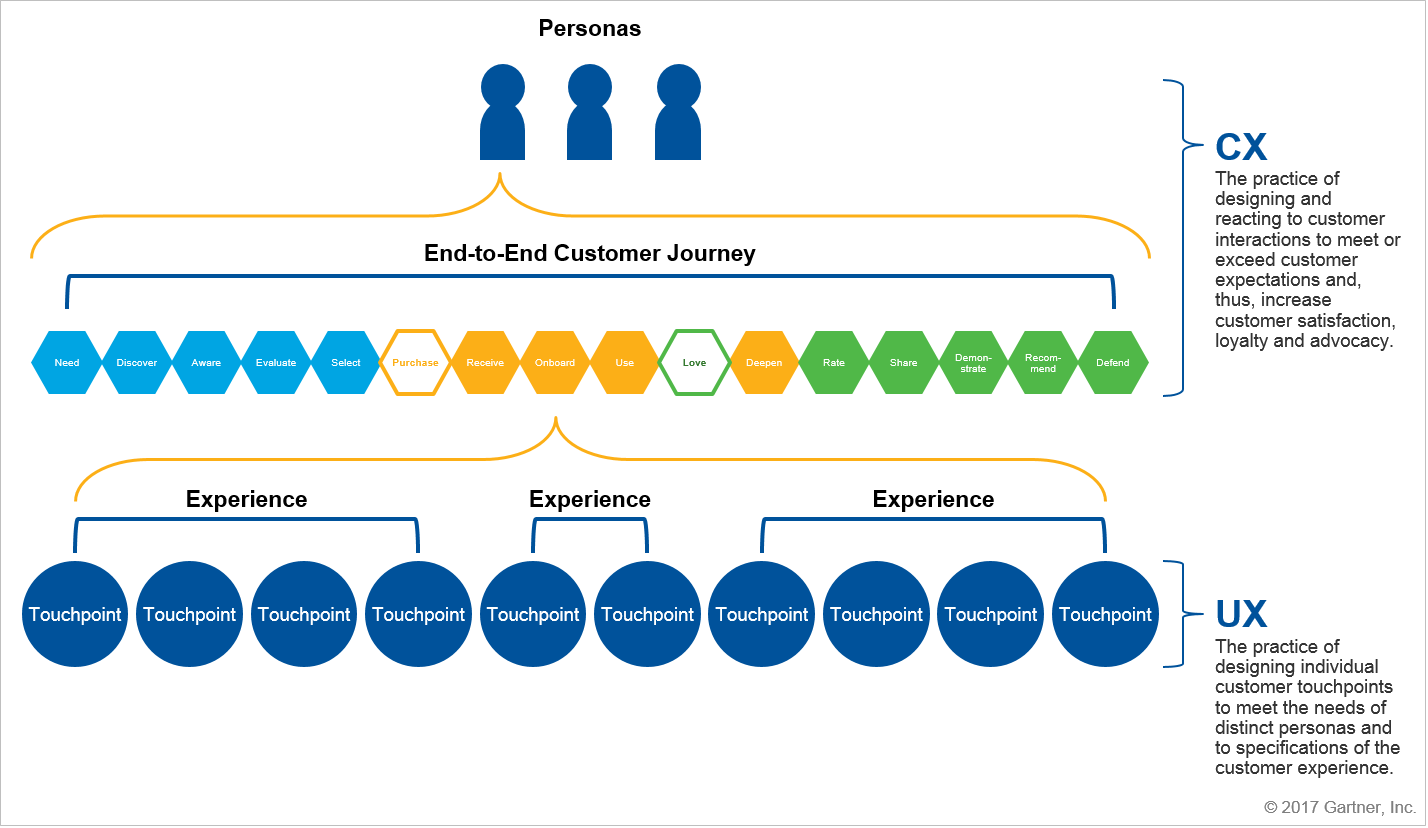 Personas
CX
The practice of
designing and
reacting to customer
interactions to meet or
exceed customer
expectations and,
thus, increase
customer satisfaction,
loyalty and advocacy.
End-to-End Customer Journey
Need
Discover
Aware
Evaluate
Select
Purchase
Receive
Onboard
Use
Love
Deepen
Rate
Share
Demon-
strate
Recom-
mend
Defend
Experience
Experience
Experience
Touchpoint
Touchpoint
Touchpoint
Touchpoint
Touchpoint
Touchpoint
Touchpoint
Touchpoint
Touchpoint
Touchpoint
UX
The practice of
designing individual
customer touchpoints
to meet the needs of
distinct personas and
to specifications of the
customer experience.
© 2017 Gartner, Inc.